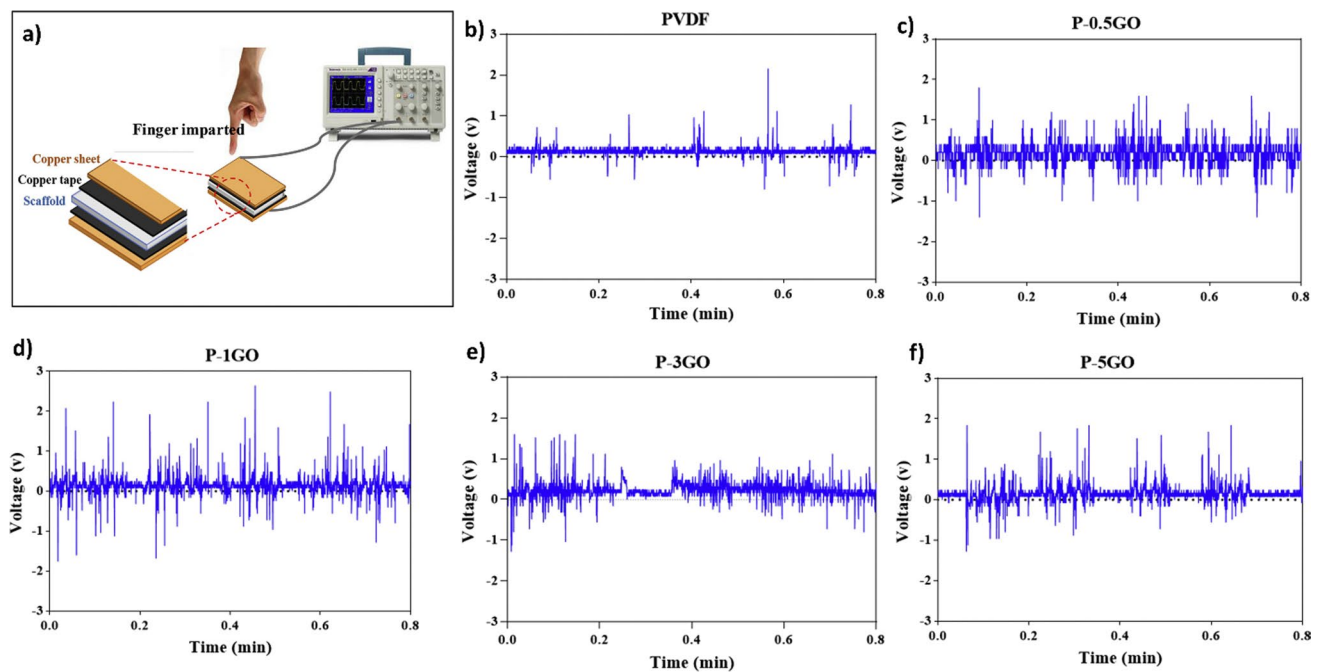 a)
Finger imparted
Copper sheet
Copper tape
Scaffold
b)
PVDF
Voltage (v)
3
2
1
0
-1
-2
-3
0.0 0.2 0.4 0.6 0.8
Time (min)
c)
P-0.5GO
Voltage (v)
3
2
1
0
-1
-2
-3
0.0 0.2 0.4 0.6 0.8
Time (min)
d)
P-1GO
Voltage (v)
3
2
1
0
-1
-2
-3
0.0 0.2 0.4 0.6 0.8
Time (min)
e)
P-3GO
Voltage (v)
3
2
1
0
-1
-2
-3
0.0 0.2 0.4 0.6 0.8
Time (min)
f)
P-5GO
Voltage (v)
3
2
1
0
-1
-2
-3
0.0 0.2 0.4 0.6 0.8
Time (min)